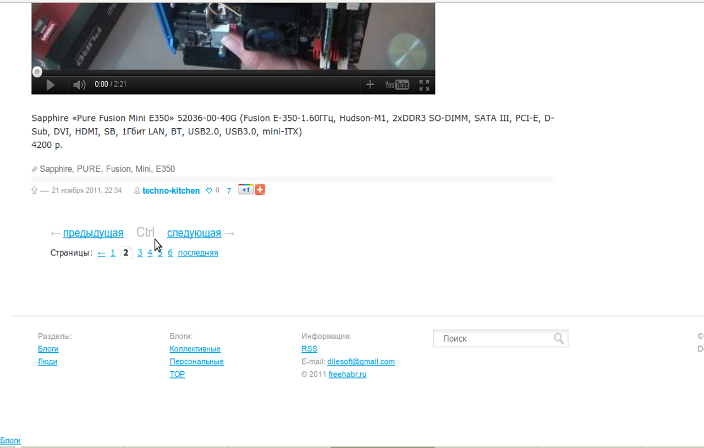 PURE
0:00 / 2:21
You Tube
Sapphire «Pure Fusion Mini E350» 52036-00-40G (Fusion E-350-1.60ГГц, Hudson-M1, 2xDDR3 SO-DIMM, SATA III, PCI-E, D-
Sub, DVI, HDMI, SB, 1Гбит LAN, BT, USB2.0, USB3.0, mini-ITX)
4200 р.
Sapphire, PURE, Fusion, Mini, E350
— 21 ноября 2011, 22:34 techno-kitchen 0 7 +1
← предыдущая Ctrl следующая →
Страницы: ← 1 2 3 4 5 6 последняя
Разделы: Блоги: Информация: Поиск ©
Блоги Коллективные RSS
Люди Персональные E-mail: dilesoft@gmail.com
TOP © 2011 freehabr.ru
Блоги